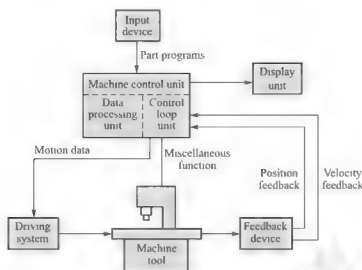 Input
device
Part programs
Machine control unit
Display
unit
Data
processing
unit
Control
loop
unit
Motion data
Miscellaneous
function
Position
feedback
Velocity
feedback
Driving
system
Machine
tool
Feedback
device